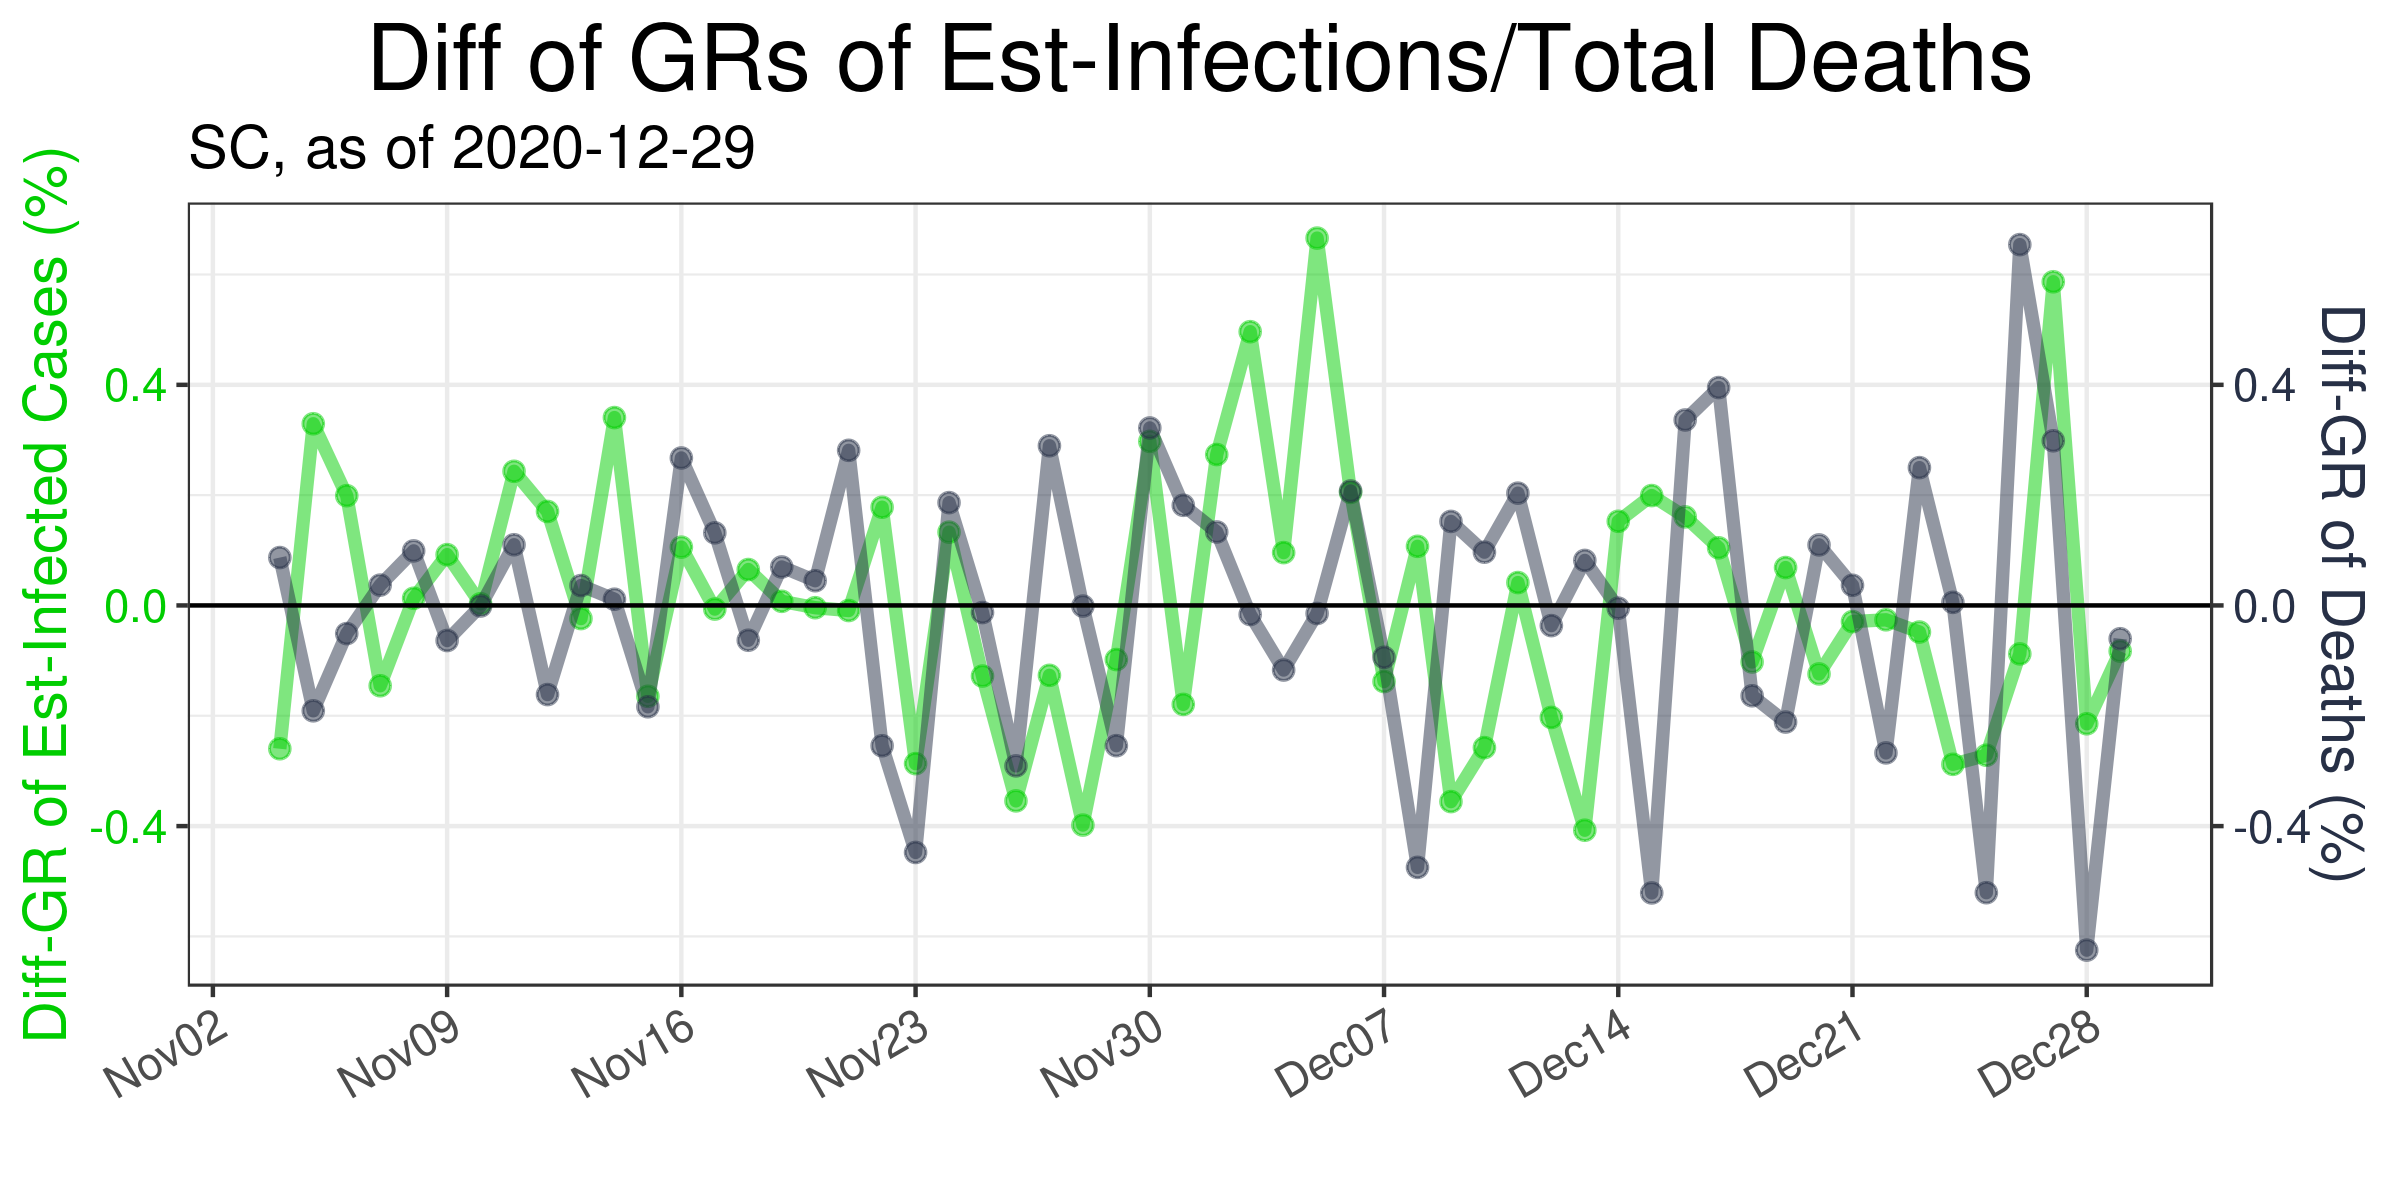 Diff of GRs of Est-Infections/Total Deaths
SC, as of 2020-12-29
Diff-GR of Est-Infected Cases (%)
0.4
0.0
-0.4
0.4
0.0
-0.4
Diff-GR of Deaths (%)
Nov02
Nov09
Nov16
Nov23
Nov30
Dec07
Dec14
Dec21
Dec28